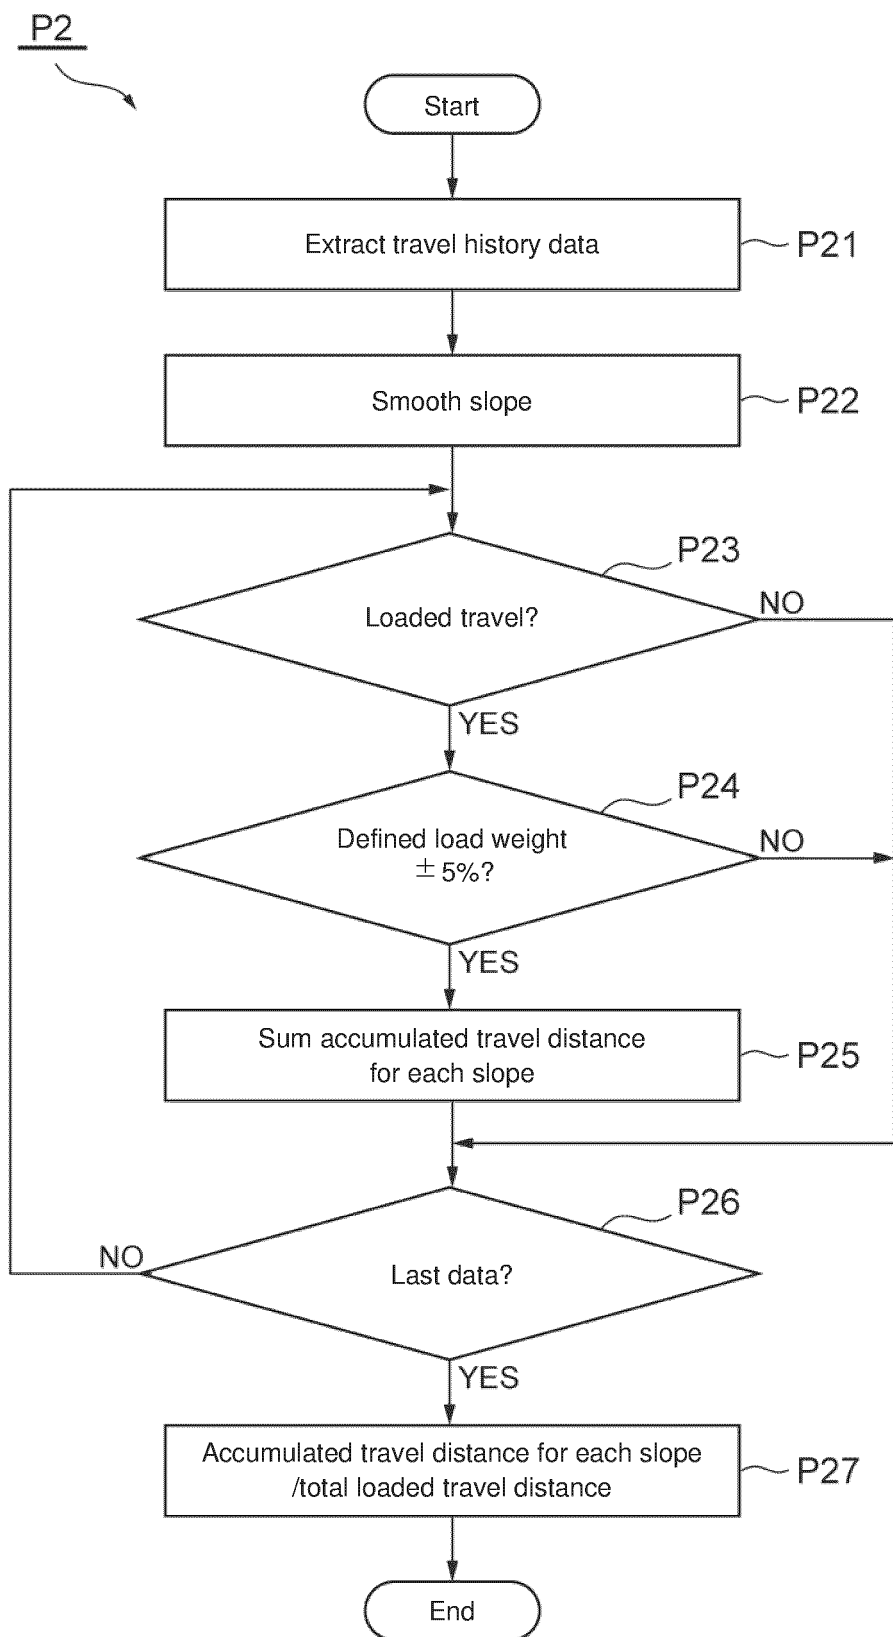 P2
Start
Extract travel history data
P21
Smooth slope
P22
P23
Loaded travel?
NO
YES
P24
Defined load weight
± 5%?
NO
YES
Sum accumulated travel distance
for each slope
P25
P26
NO
Last data?
YES
Accumulated travel distance for each slope
/total loaded travel distance
P27
End